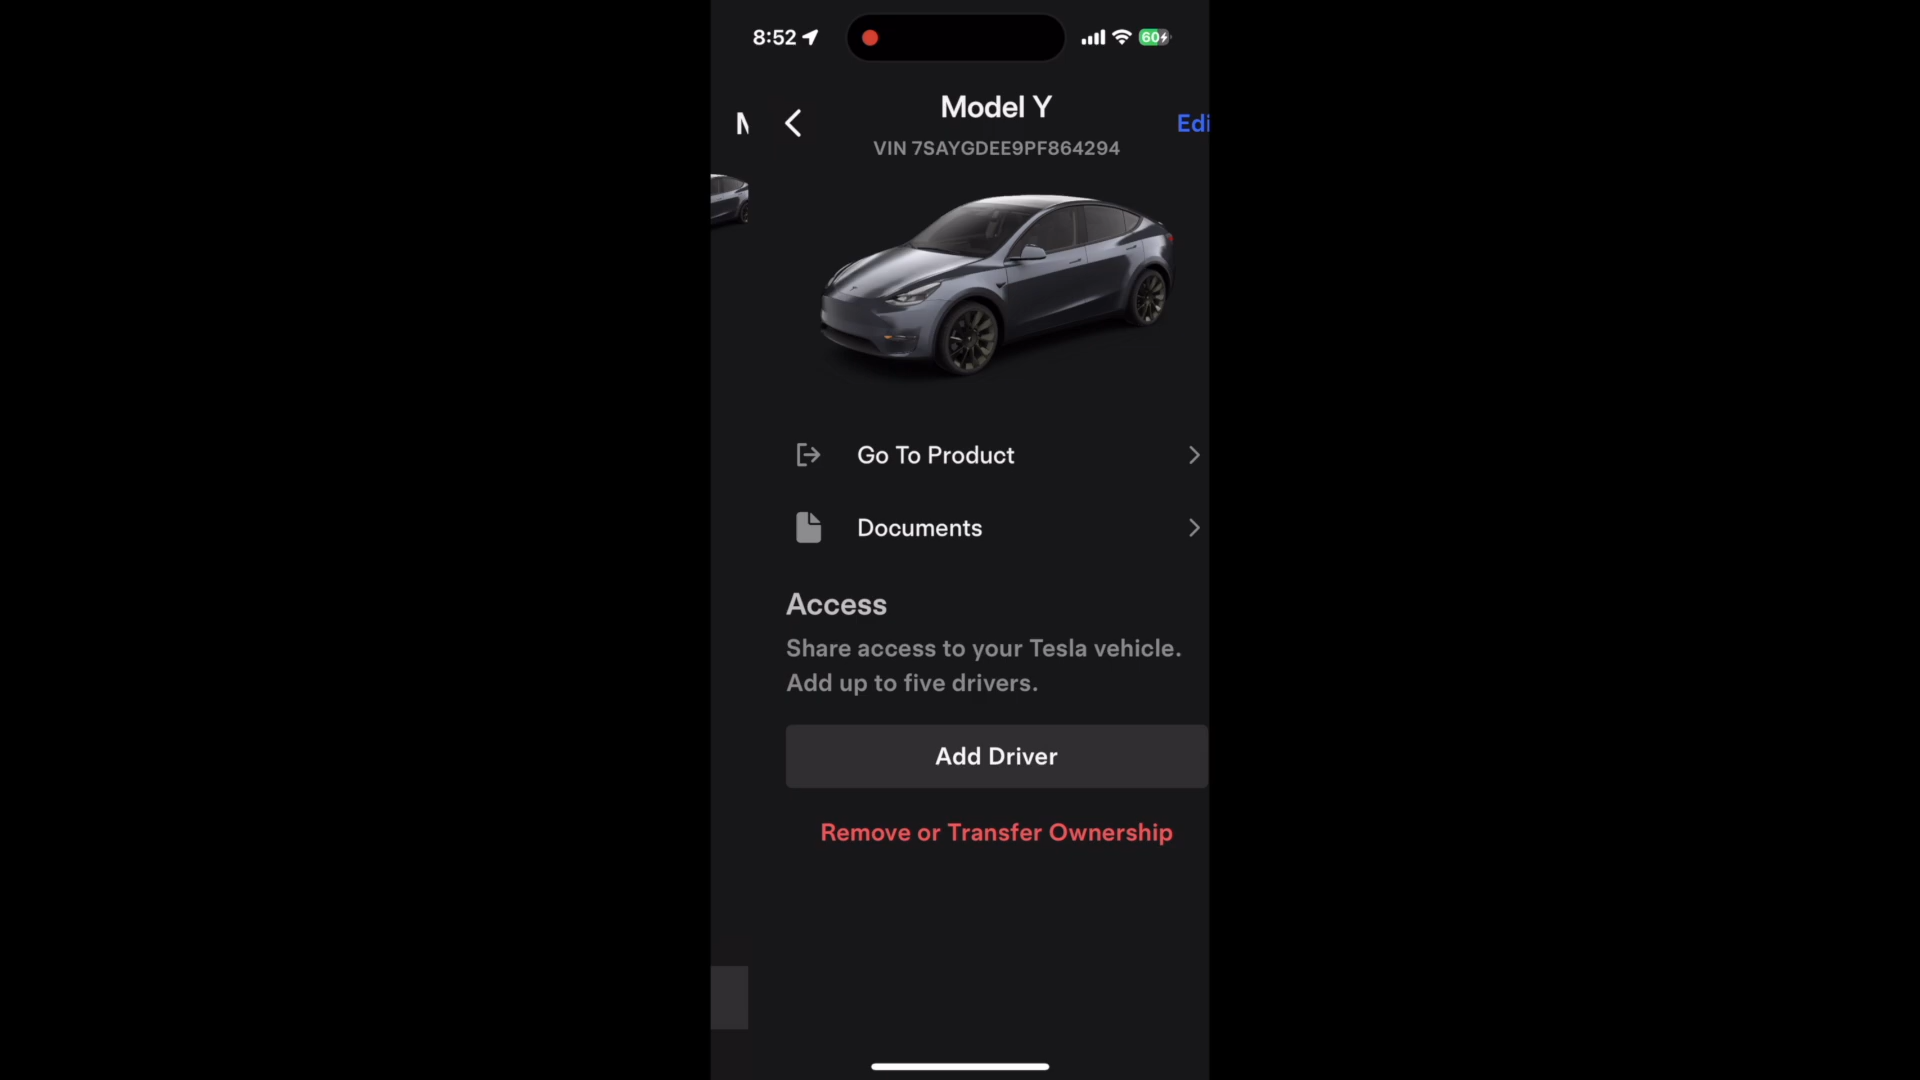 8:52
60
M
Model Y
Edi
VIN 7SAYGDEE9PF864294
Go To Product
Documents
Access
Share access to your Tesla vehicle.
Add up to five drivers.
Add Driver
Remove or Transfer Ownership